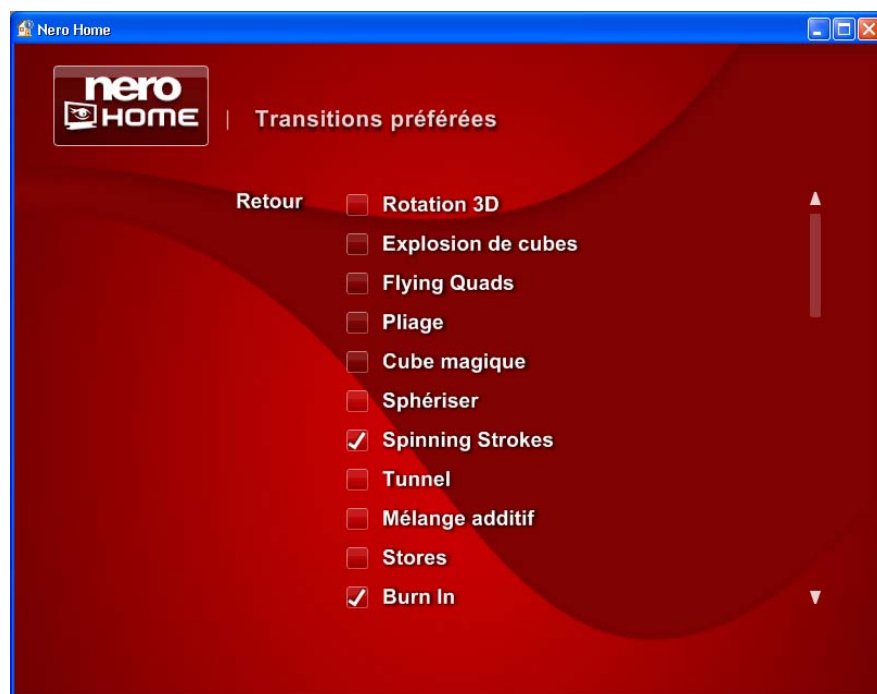 Nero Home
nero
HOME
Transitions préférées
Retour
Rotation 3D
Explosion de cubes
Flying Quads
Pliage
Cube magique
Sphériser
Spinning Strokes
Tunnel
Mélange additif
Stores
Burn In